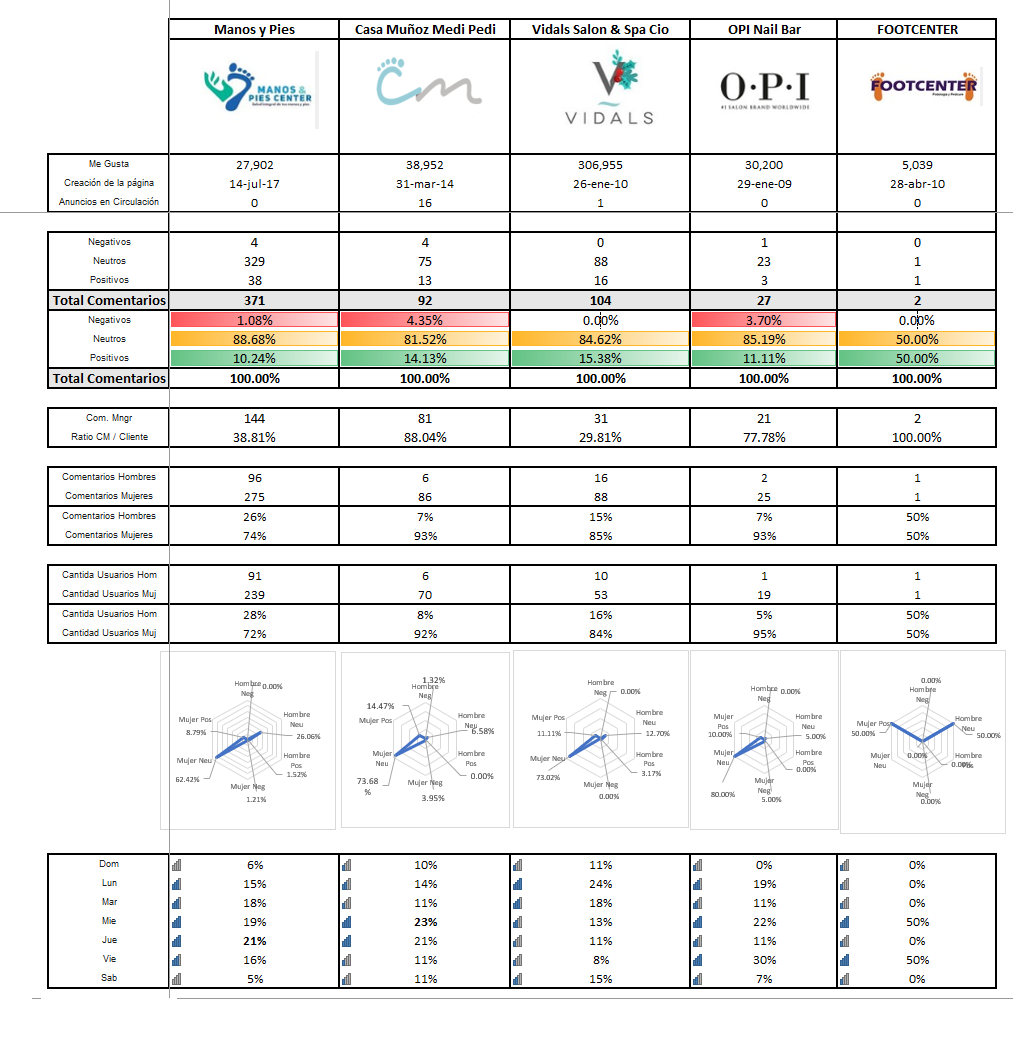 Manos y Pies Casa Muñoz Medi Pedi Vidals Salon & Spa Cio OPI Nail Bar FOOTCENTER
MANOS & PIES CENTER
Cm
V VIDALS
O·P·I
#1 SALON BRAND WORLDWIDE
FOOTCENTER
Me Gusta 27,902 38,952 306,955 30,200 5,039
Creación de la página 14-jul-17 31-mar-14 26-ene-10 29-ene-09 28-abr-10
Anuncios en Circulación 0 16 1 0 0
Negativos 4 4 0 1 0
Neutros 329 75 88 23 1
Positivos 38 13 16 3 1
Total Comentarios 371 92 104 27 2
Negativos 1.08% 4.35% 0.00% 3.70% 0.00%
Neutros 88.68% 81.52% 84.62% 85.19% 50.00%
Positivos 10.24% 14.13% 15.38% 11.11% 50.00%
Total Comentarios 100.00% 100.00% 100.00% 100.00% 100.00%
Com. Mngr 144 81 31 21 2
Ratio CM / Cliente 38.81% 88.04% 29.81% 77.78% 100.00%
Comentarios Hombres 96 6 16 2 1
Comentarios Mujeres 275 86 88 25 1
Comentarios Hombres 26% 7% 15% 7% 50%
Comentarios Mujeres 74% 93% 85% 93% 50%
Cantida Usuarios Hom 91 6 10 1 1
Cantidad Usuarios Muj 239 70 53 19 1
Cantida Usuarios Hom 28% 8% 16% 5% 50%
Cantidad Usuarios Muj 72% 92% 84% 95% 50%
Hombre Neg 0.00%
Hombre Neu 26.06%
Hombre Pos 1.52%
Mujer Neg 1.21%
Mujer Neu 62.42%
Mujer Pos 8.79%
Hombre Neg 1.32%
Hombre Neu 6.58%
Hombre Pos 0.00%
Mujer Neg 3.95%
Mujer Neu 73.68 %
Mujer Pos 14.47%
Hombre Neg 0.00%
Hombre Neu 12.70%
Hombre Pos 3.17%
Mujer Neg 0.00%
Mujer Neu 73.02%
Mujer Pos 11.11%
Hombre Neg 0.00%
Hombre Neu 5.00%
Hombre Pos 0.00%
Mujer Neg 5.00%
Mujer Neu 80.00%
Mujer Pos 10.00%
Hombre Neg 0.00%
Hombre Neu 50.00%
Hombre Pos 0.00%
Mujer Neg 0.00%
Mujer Neu 0.00%
Mujer Pos 50.00%
Dom 6% 10% 11% 0% 0%
Lun 15% 14% 24% 19% 0%
Mar 18% 11% 18% 11% 0%
Mie 19% 23% 13% 22% 50%
Jue 21% 21% 11% 11% 0%
Vie 16% 11% 8% 30% 50%
Sab 5% 11% 15% 7% 0%